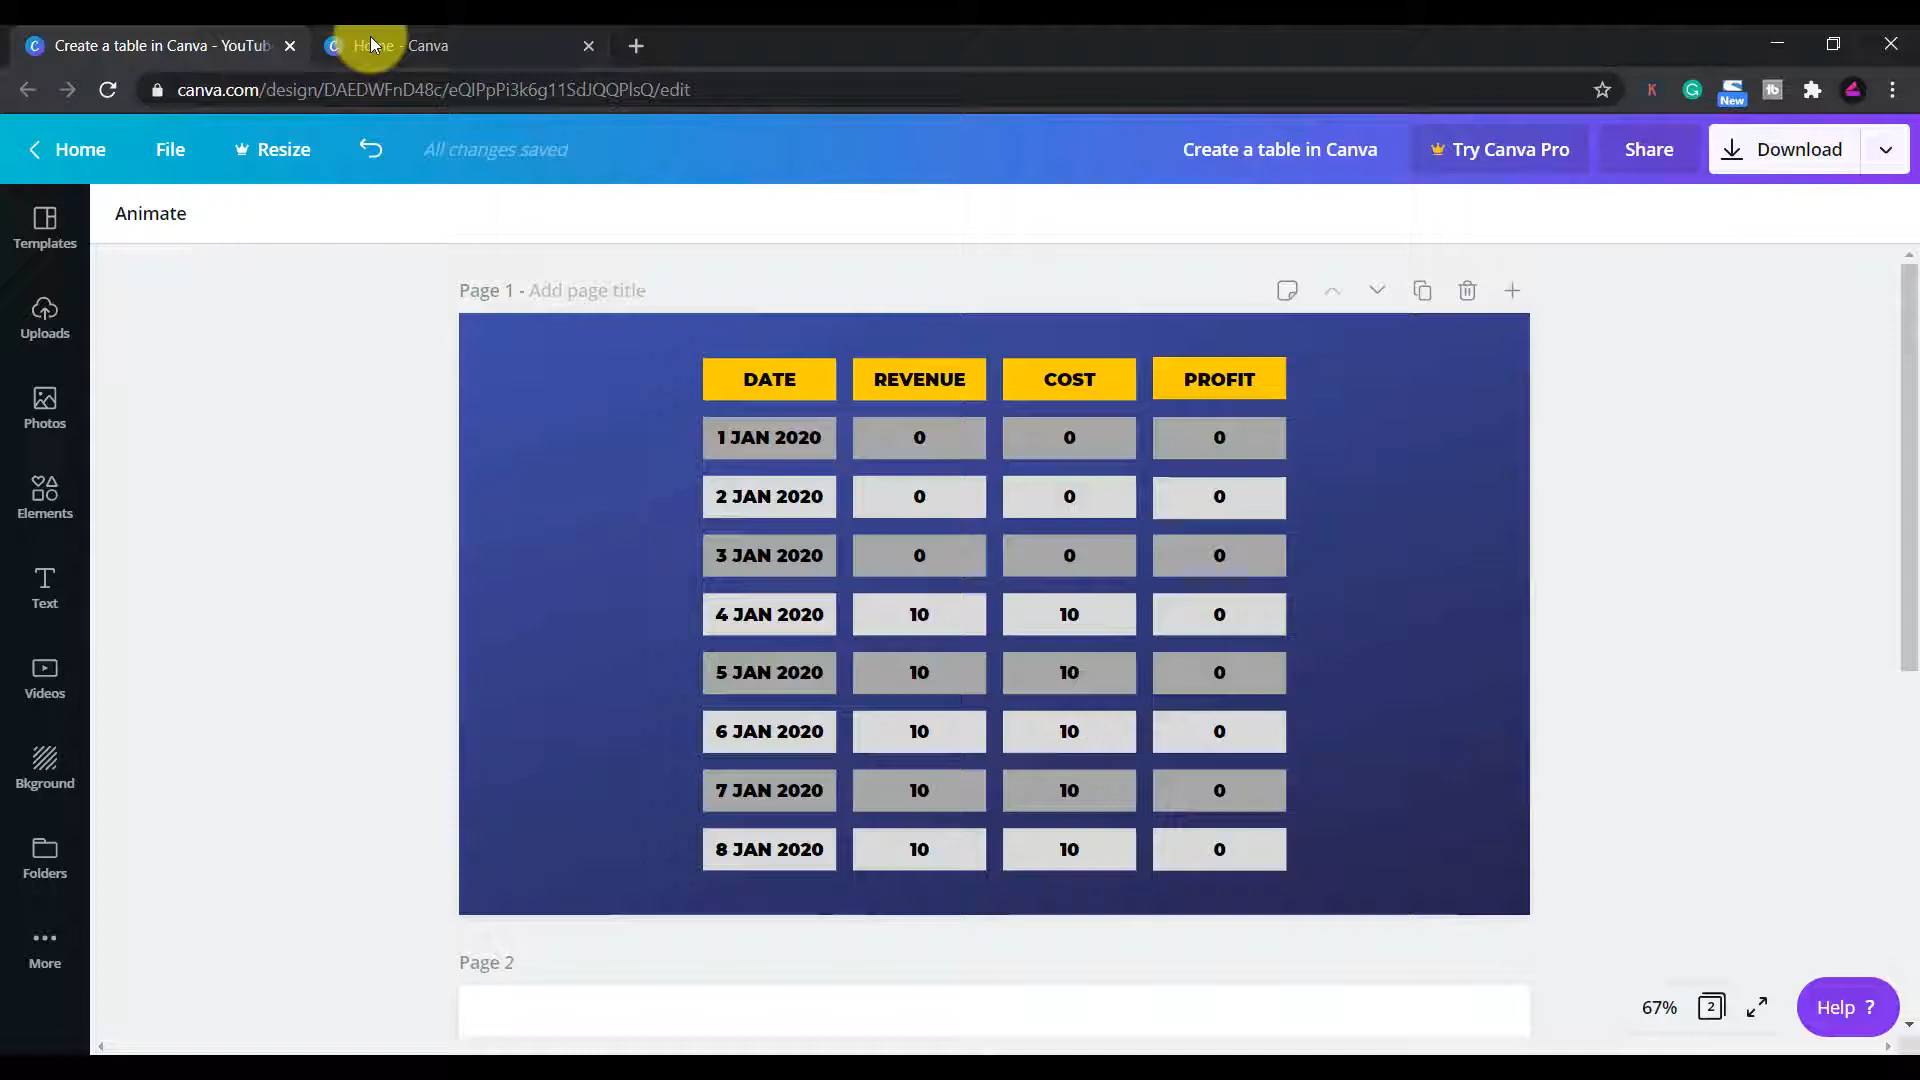 Create a table in Canva - YouTub
Home - Canva
canva.com/design/DAEDWFnD48c/eQIPpPi3k6g11SdJQQPlsQ/edit
New
Home
File
Resize
All changes saved
Create a table in Canva
Try Canva Pro
Share
Download
Templates
Uploads
Photos
Elements
Text
Videos
Bkground
Folders
More
Animate
Page 1 - Add page title
DATE REVENUE COST PROFIT
1 JAN 2020 0 0 0
2 JAN 2020 0 0 0
3 JAN 2020 0 0 0
4 JAN 2020 10 10 0
5 JAN 2020 10 10 0
6 JAN 2020 10 10 0
7 JAN 2020 10 10 0
8 JAN 2020 10 10 0
Page 2
67%
2
Help ?